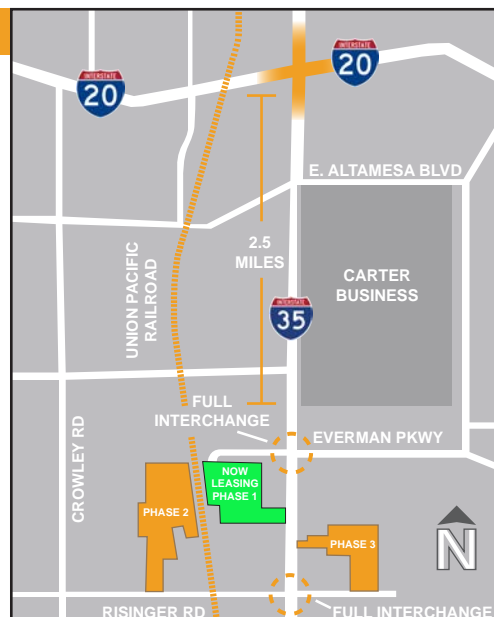 INTERSTATE
20
INTERSTATE
20
E. ALTAMESA BLVD
2.5
MILES
UNION PACIFIC
RAILROAD
CARTER
BUSINESS
INTERSTATE
35
FULL
INTERCHANGE
EVERMAN PKWY
CROWLEY RD
NOW
LEASING
PHASE 1
PHASE 2
PHASE 3
N
RISINGER RD
FULL INTERCHANGE